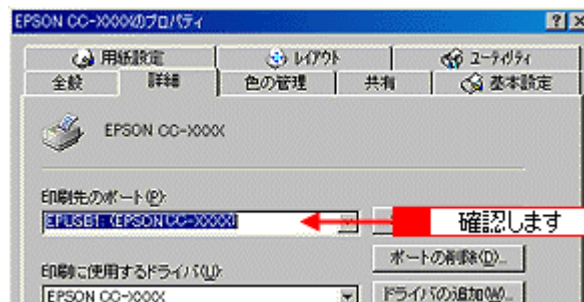 EPSON CC-XXXXのプロパティ
用紙設定 レイアウト ユーティリティ
全般 詳細 色の管理 共有 基本設定
EPSON CC-XXXX
印刷先のポート(P):
EPUSB1: (EPSON CC-XXXX)
確認します
ポートの削除(D)...
印刷に使用するドライバ(U):
EPSON CC-XXXX
ドライバの追加(W)...